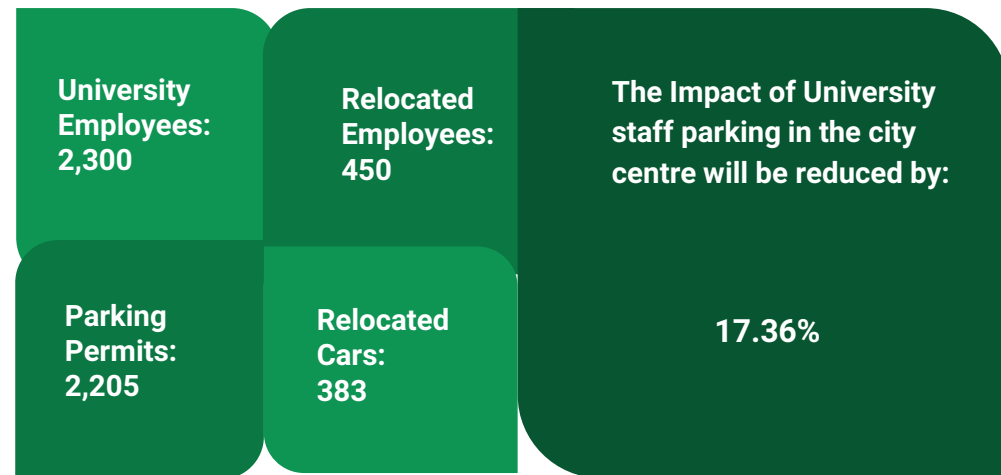 University
Employees:
2,300
Relocated
Employees:
450
The Impact of University
staff parking in the city
centre will be reduced by:
Parking
Permits:
2,205
Relocated
Cars:
383
17.36%